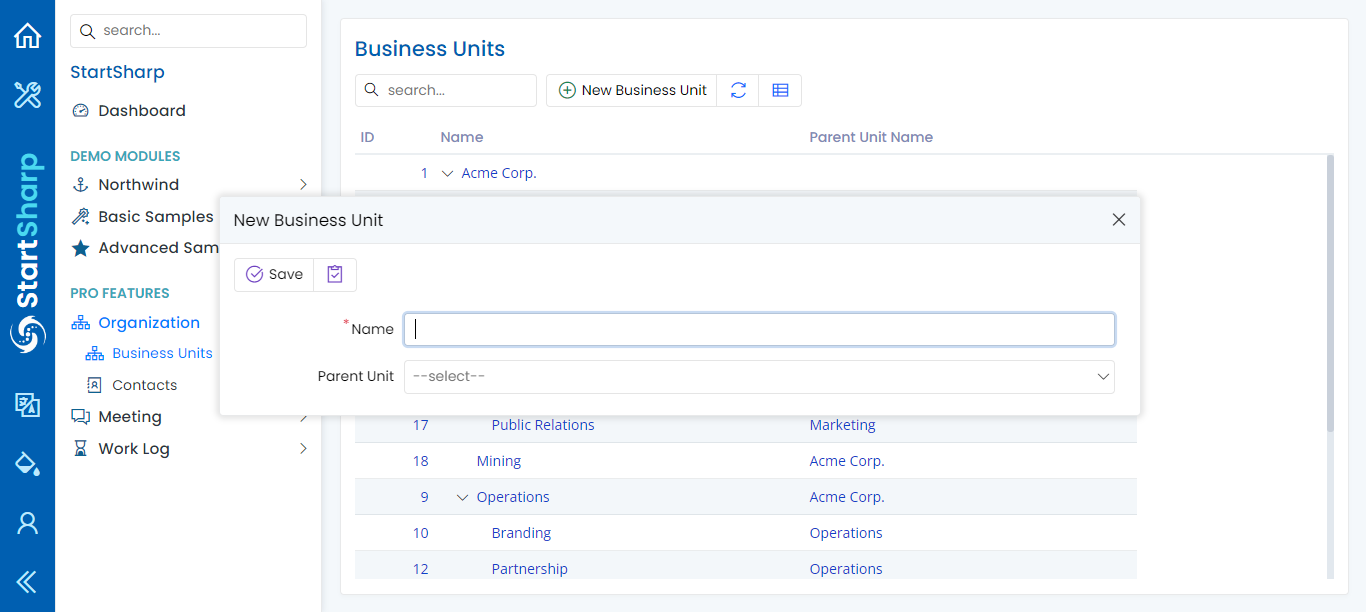 StartSharp
search...
StartSharp
Dashboard
DEMO MODULES
Northwind
Basic Samples
Advanced Sam
PRO FEATURES
Organization
Business Units
Contacts
Meeting
Work Log
Business Units
search...
New Business Unit
ID Name Parent Unit Name
1 Acme Corp.
New Business Unit
Save
*Name
Parent Unit --select--
17 Public Relations Marketing
18 Mining Acme Corp.
9 Operations Acme Corp.
10 Branding Operations
12 Partnership Operations